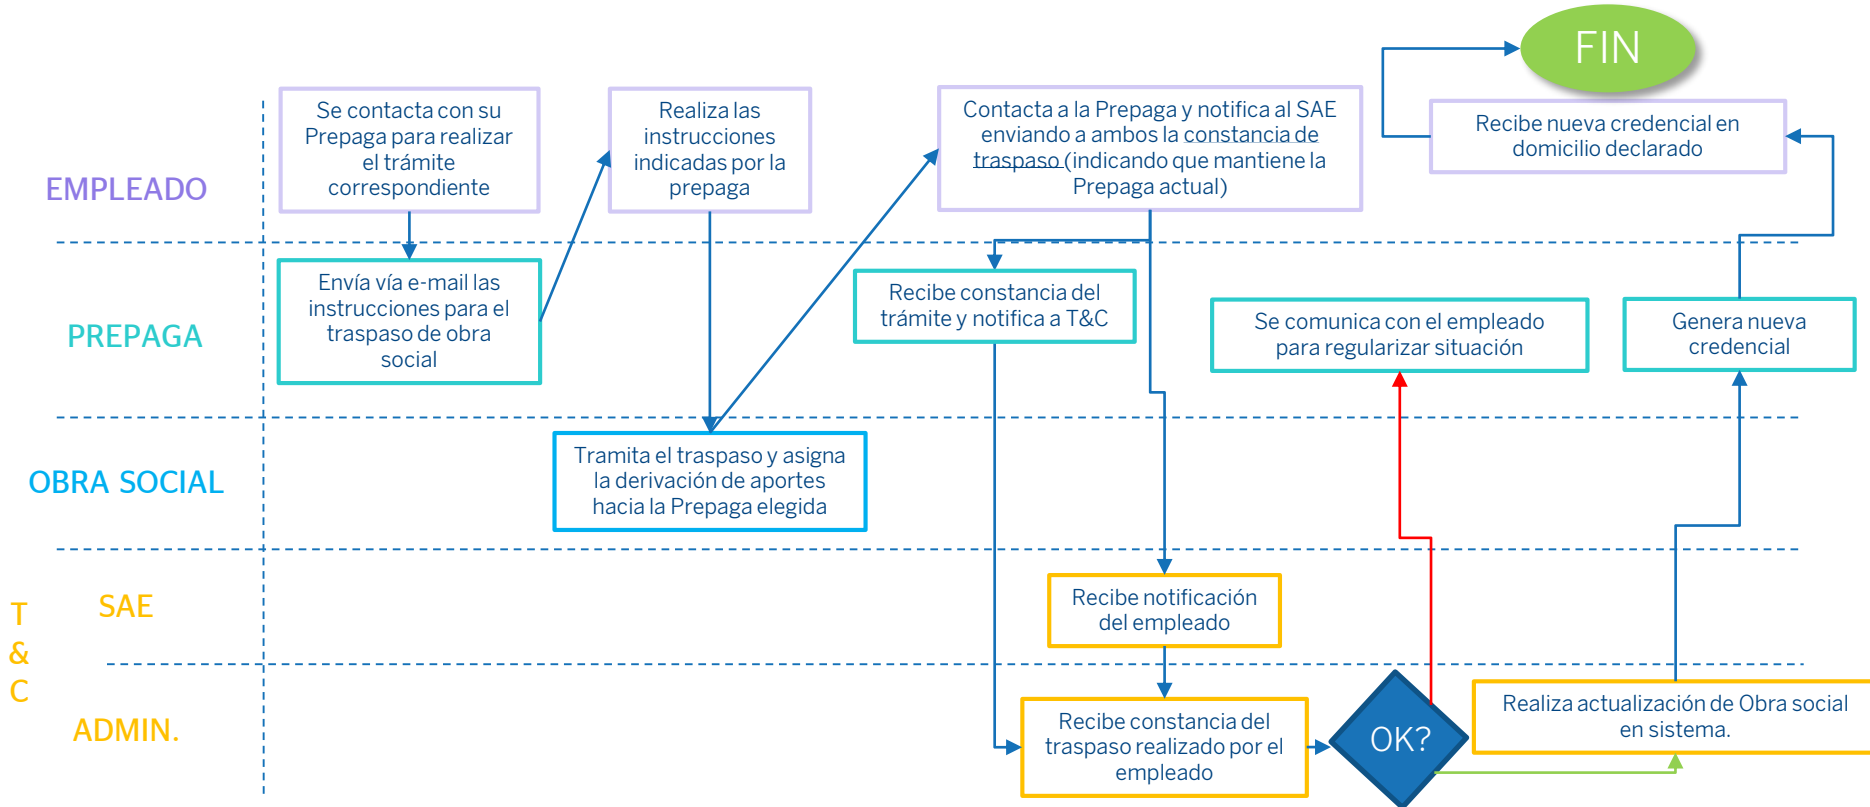 FIN
Se contacta con su
Prepaga para realizar
el trámite
correspondiente
Realiza las
instrucciones
indicadas por la
prepaga
Contacta a la Prepaga y notifica al SAE
enviando a ambos la constancia de
traspaso (indicando que mantiene la
Prepaga actual)
Recibe nueva credencial en
domicilio declarado
EMPLEADO
Envía vía e-mail las
instrucciones para el
traspaso de obra
social
Recibe constancia del
trámite y notifica a T&C
Se comunica con el empleado
para regularizar situación
Genera nueva
credencial
PREPAGA
Tramita el traspaso y asigna
la derivación de aportes
hacia la Prepaga elegida
OBRA SOCIAL
T
&
C
SAE
Recibe notificación
del empleado
ADMIN.
Recibe constancia del
traspaso realizado por el
empleado
OK?
Realiza actualización de Obra social
en sistema.